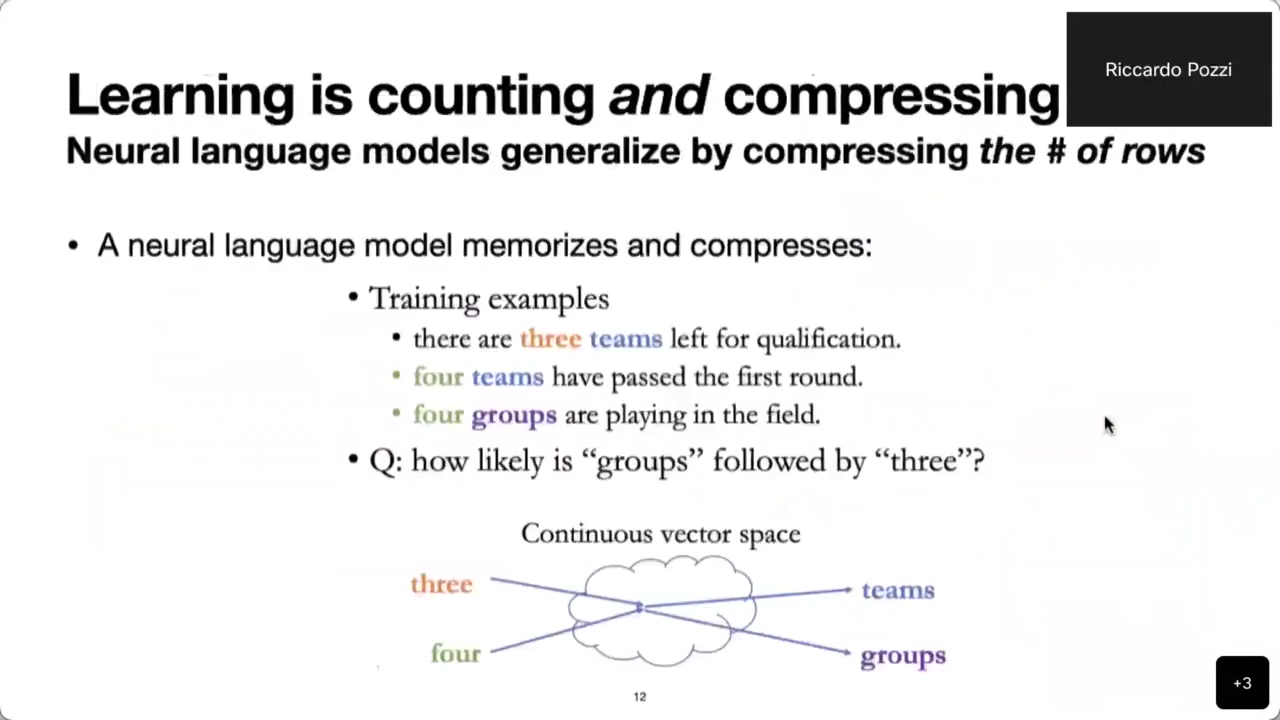 Riccardo Pozzi
Learning is counting and compressing
Neural language models generalize by compressing the # of rows
• A neural language model memorizes and compresses:
• Training examples
• there are three teams left for qualification.
• four teams have passed the first round.
• four groups are playing in the field.
• Q: how likely is “groups” followed by “three”?
Continuous vector space
three
teams
four
groups
12
+3